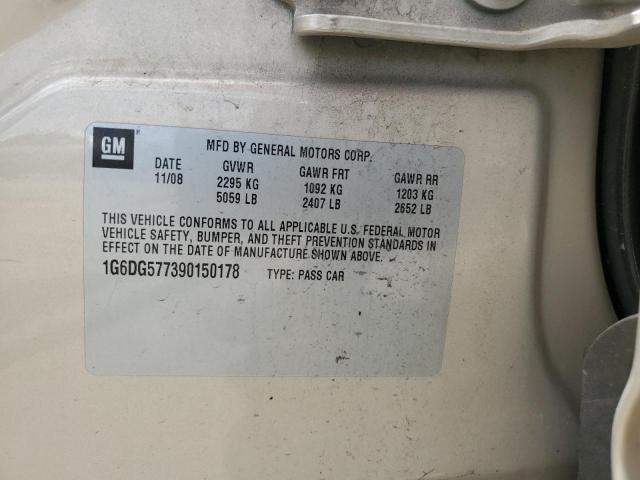 GM
MFD BY GENERAL MOTORS CORP.
DATE GVWR GAWR FRT GAWR RR
11/08 2295 KG 1092 KG 1203 KG
5059 LB 2407 LB 2652 LB
THIS VEHICLE CONFORMS TO ALL APPLICABLE U.S. FEDERAL MOTOR
VEHICLE SAFETY, BUMPER, AND THEFT PREVENTION STANDARDS IN
EFFECT ON THE DATE OF MANUFACTURE SHOWN ABOVE.
1G6DG577390150178 TYPE: PASS CAR